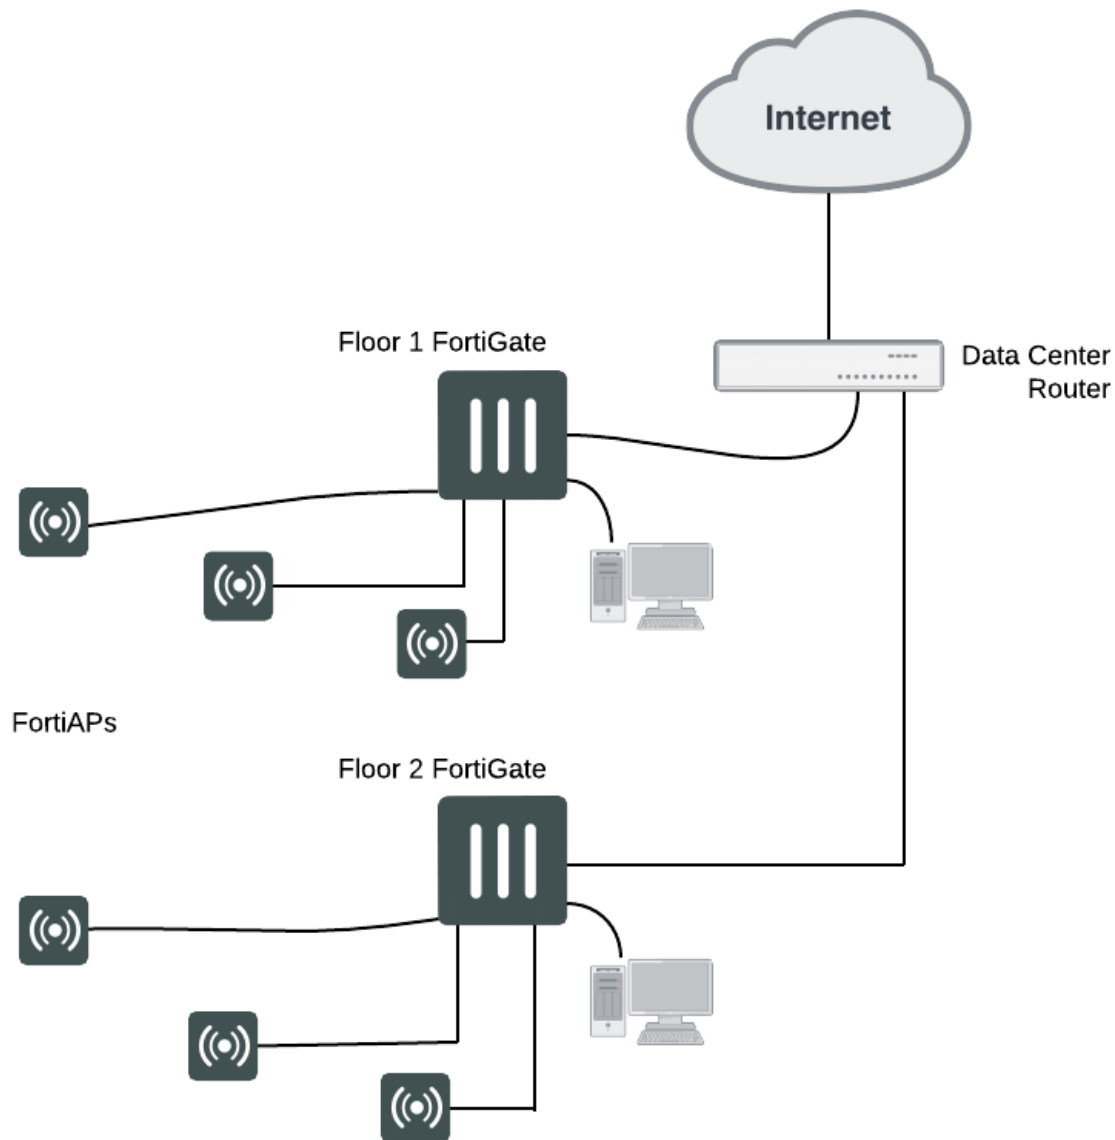 Internet
Floor 1 FortiGate
Data Center
Router
FortiAPs
Floor 2 FortiGate